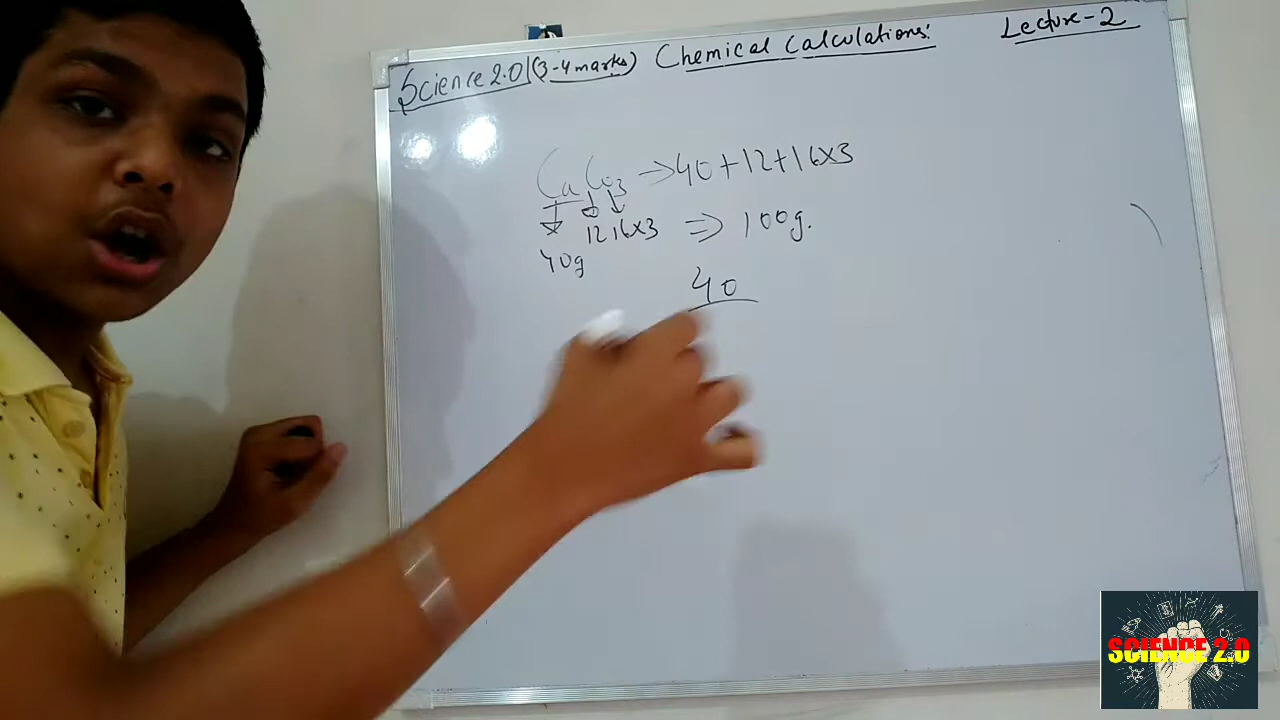 Science 2.0 (3-4 marks) Chemical Calculations: Lecture-2
CaCo3 → 40+12+16x3
12 16x3 ⇒ 100g.
40g
40
SCIENCE 2.0